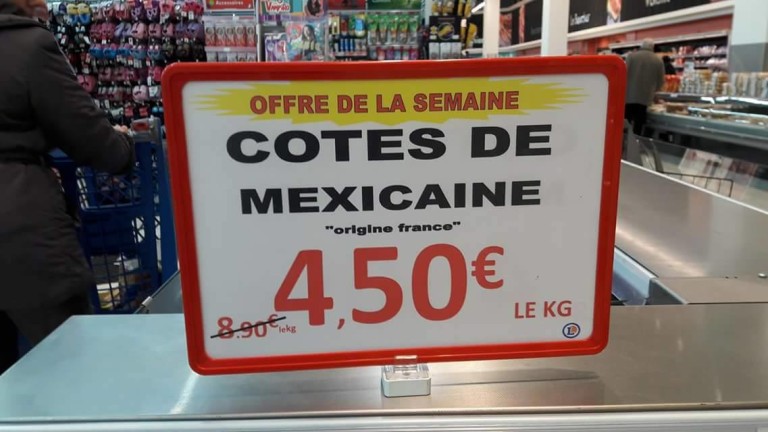 OFFRE DE LA SEMAINE
COTES DE
MEXICAINE
"origine france"
4,50€
LE KG
8.90€ le kg